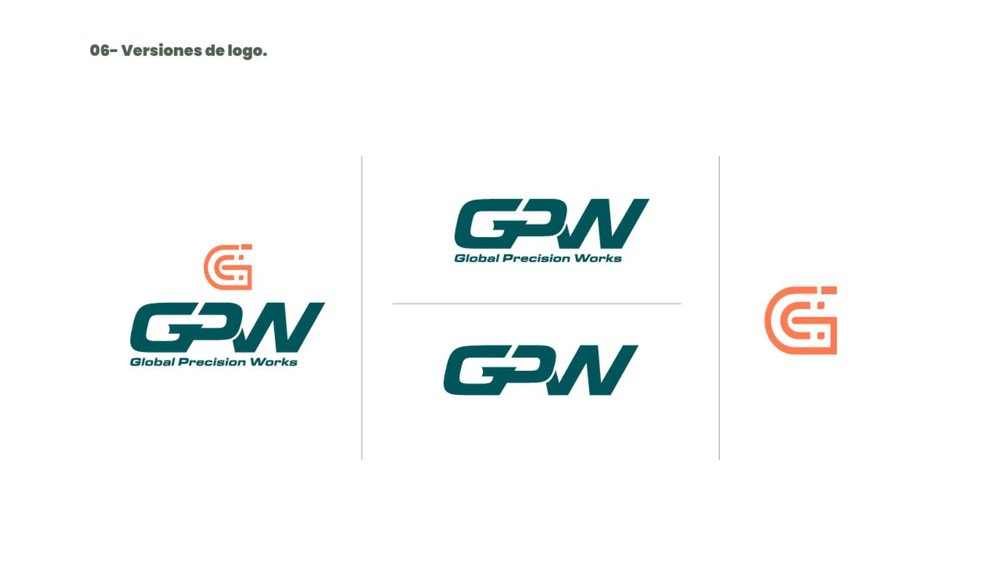 06- Versiones de logo.
GPW
Global Precision Works
GPW
Global Precision Works
GPW
G